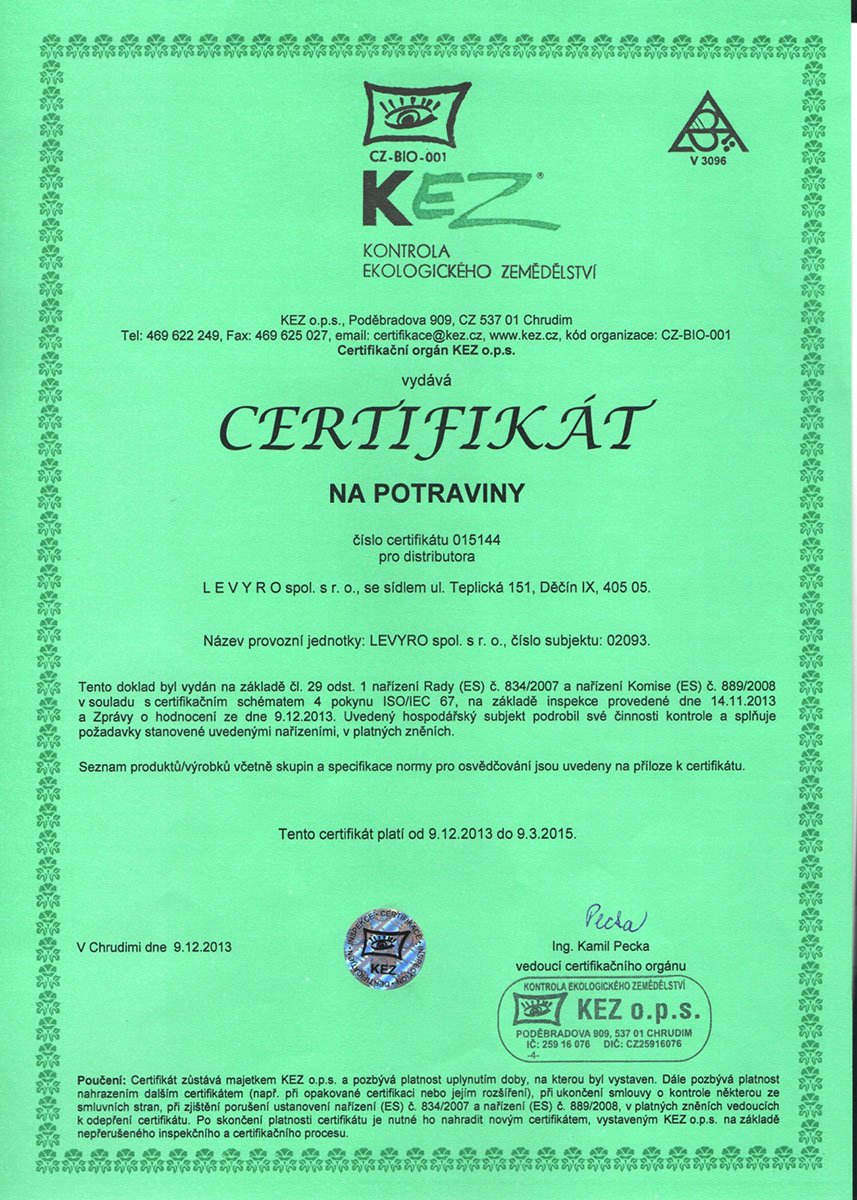 CZ-BIO-001
V 3096
KEZ®
KONTROLA
EKOLOGICKÉHO ZEMĚDĚLSTVÍ
KEZ o.p.s., Poděbradova 909, CZ 537 01 Chrudim
Tel: 469 622 249, Fax: 469 625 027, email: certifikace@kez.cz, www.kez.cz, kód organizace: CZ-BIO-001
Certifikační orgán KEZ o.p.s.
vydává
CERTIFIKÁT
NA POTRAVINY
číslo certifikátu 015144
pro distributora
L E V Y R O spol. s r. o., se sídlem ul. Teplická 151, Děčín IX, 405 05.
Název provozní jednotky: LEVYRO spol. s r. o., číslo subjektu: 02093.
Tento doklad byl vydán na základě čl. 29 odst. 1 nařízení Rady (ES) č. 834/2007 a nařízení Komise (ES) č. 889/2008
v souladu s certifikačním schématem 4 pokynu ISO/IEC 67, na základě inspekce provedené dne 14.11.2013
a Zprávy o hodnocení ze dne 9.12.2013. Uvedený hospodářský subjekt podrobil své činnosti kontrole a splňuje
požadavky stanovené uvedenými nařízeními, v platných zněních.
Seznam produktů/výrobků včetně skupin a specifikace normy pro osvědčování jsou uvedeny na příloze k certifikátu.
Tento certifikát platí od 9.12.2013 do 9.3.2015.
Pecka
V Chrudimi dne 9.12.2013
INSPEKCE • CERTIFIKACE • INSPECTION • CERTIFICATION
KEZ
Ing. Kamil Pecka
vedoucí certifikačního orgánu
KONTROLA EKOLOGICKÉHO ZEMĚDĚLSTVÍ
KEZ o.p.s.
PODĚBRADOVA 909, 537 01 CHRUDIM
IČ: 259 16 076 DIČ: CZ25916076
-4-
Poučení: Certifikát zůstává majetkem KEZ o.p.s. a pozbývá platnost uplynutím doby, na kterou byl vystaven. Dále pozbývá platnost
nahrazením dalším certifikátem (např. při opakované certifikaci nebo jejím rozšíření), při ukončení smlouvy o kontrole některou ze
smluvních stran, při zjištění porušení ustanovení nařízení (ES) č. 834/2007 a nařízení (ES) č. 889/2008, v platných zněních vedoucích
k odepření certifikátu. Po skončení platnosti certifikátu je nutné ho nahradit novým certifikátem, vystaveným KEZ o.p.s. na základě
nepřerušeného inspekčního a certifikačního procesu.